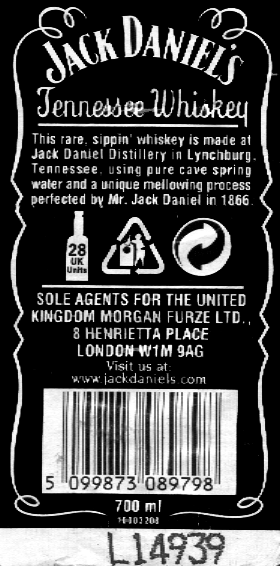 JACK DANIEL'S
Tennessee Whiskey
This rare, sippin' whiskey is made at
Jack Daniel Distillery in Lynchburg,
Tennessee, using pure cave spring
water and a unique mellowing process
perfected by Mr. Jack Daniel in 1866.
28
UK
Units
SOLE AGENTS FOR THE UNITED
KINGDOM MORGAN FURZE LTD.,
8 HENRIETTA PLACE
LONDON W1M 9AG
Visit us at:
www.jackdaniels.com
5 099873 089798
700 ml
L14939